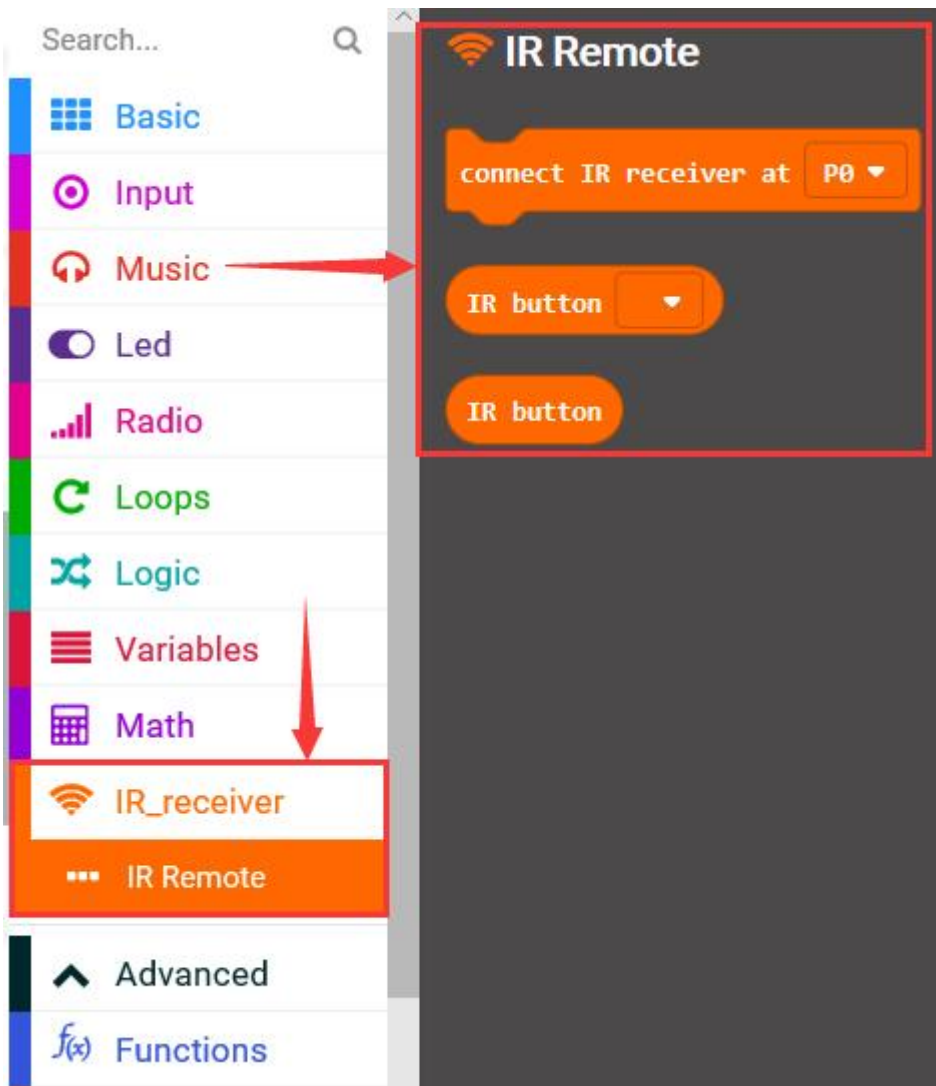 Search...
Basic
Input
Music
Led
Radio
Loops
Logic
Variables
Math
IR_receiver
IR Remote
Advanced
f(x) Functions
IR Remote
connect IR receiver at P0
IR button
IR button